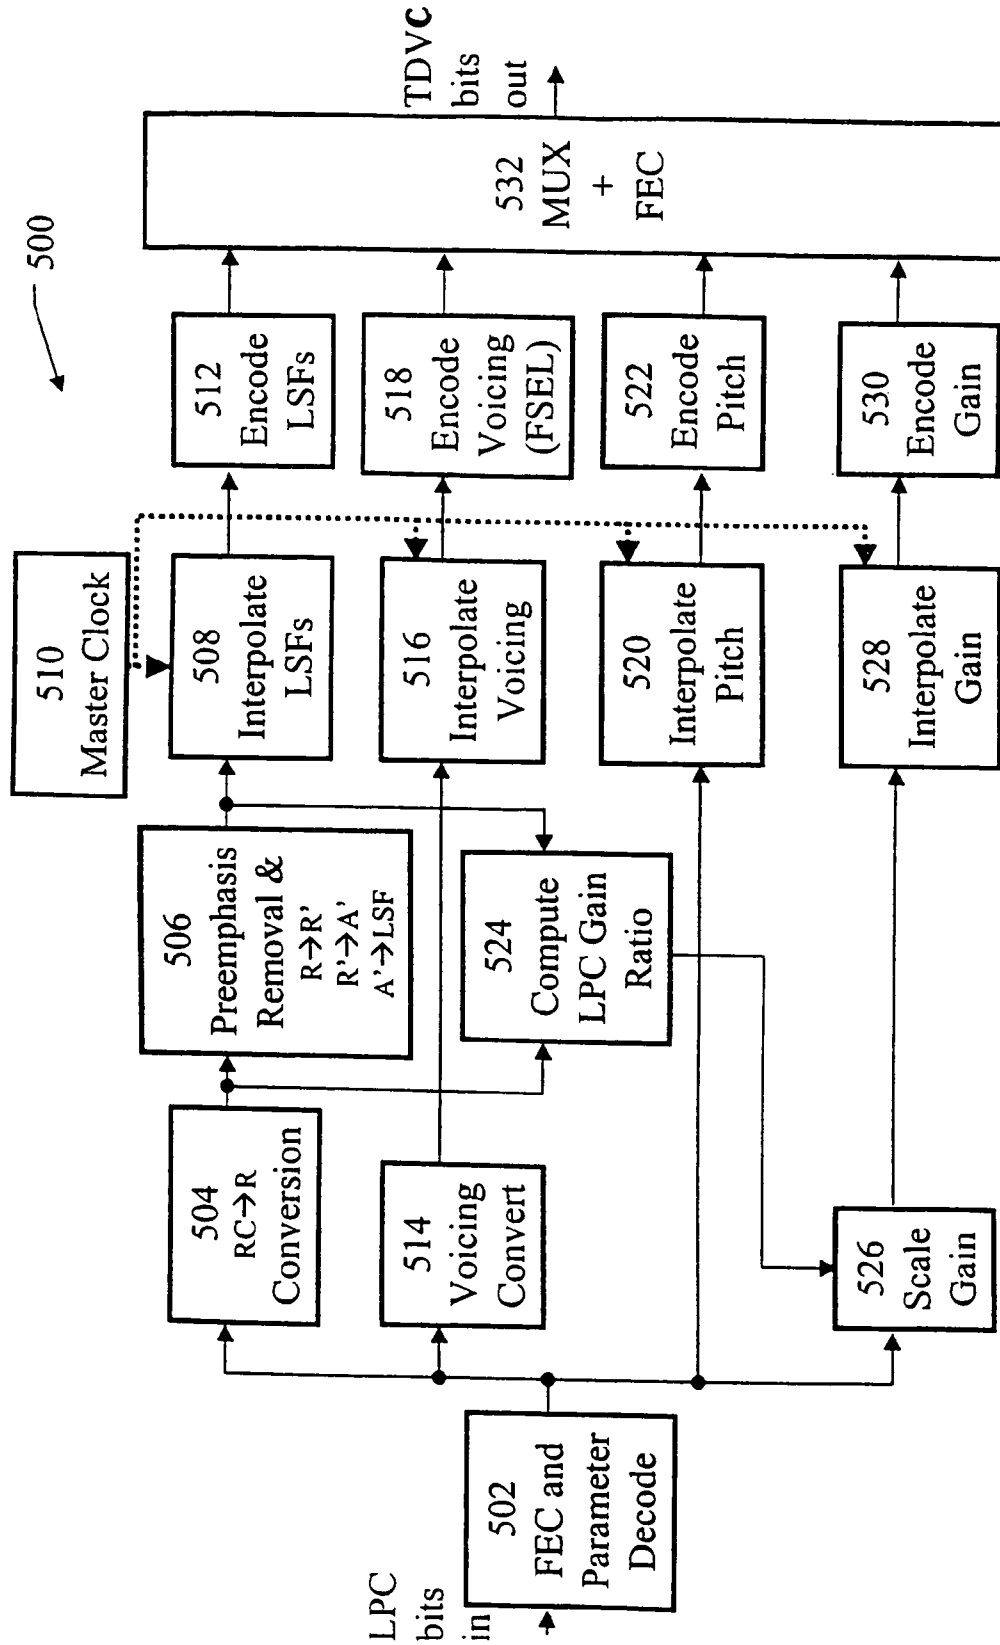 500
LPC
bits
in
502
FEC and
Parameter
Decode
504
RC→R
Conversion
506
Preemphasis
Removal &
R→R'
R'→A'
A'→LSF
510
Master Clock
508
Interpolate
LSFs
512
Encode
LSFs
514
Voicing
Convert
516
Interpolate
Voicing
518
Encode
Voicing
(FSEL)
520
Interpolate
Pitch
522
Encode
Pitch
524
Compute
LPC Gain
Ratio
526
Scale
Gain
528
Interpolate
Gain
530
Encode
Gain
532
MUX
+
FEC
TDVC
bits
out